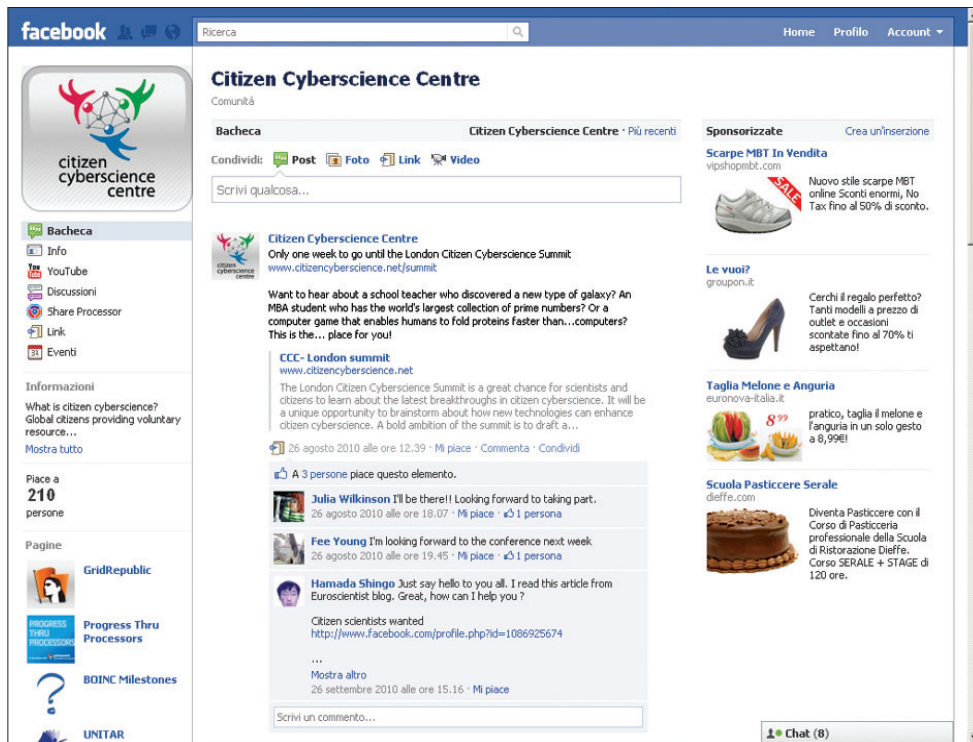 facebook
Ricerca
Home Profilo Account
citizen
cyberscience
centre
Bacheca
Info
You
Tube
YouTube
Discussioni
Share Processor
Link
31
Eventi
Informazioni
What is citizen cyberscience?
Global citizens providing voluntary
resource...
Mostra tutto
Piace a
210
persone
Pagine
GridRepublic
PROGRESS
THRU
PROCESSORS
Progress Thru
Processors
BOINC Milestones
UNITAR
Citizen Cyberscience Centre
Comunità
Bacheca Citizen Cyberscience Centre · Più recenti
Condividi: Post Foto Link Video
Scrivi qualcosa...
citizen
cyberscience
centre
Citizen Cyberscience Centre
Only one week to go until the London Citizen Cyberscience Summit
www.citizencyberscience.net/summit
Want to hear about a school teacher who discovered a new type of galaxy? An
MBA student who has the world's largest collection of prime numbers? Or a
computer game that enables humans to fold proteins faster than...computers?
This is the... place for you!
CCC- London summit
www.citizencyberscience.net
The London Citizen Cyberscience Summit is a great chance for scientists and
citizens to learn about the latest breakthroughs in citizen cyberscience. It will be
a unique opportunity to brainstorm about how new technologies can enhance
citizen cyberscience. A bold ambition of the summit is to draft a...
26 agosto 2010 alle ore 12.39 · Mi piace · Commenta · Condividi
A 3 persone piace questo elemento.
Julia Wilkinson I'll be there!! Looking forward to taking part.
26 agosto 2010 alle ore 18.07 · Mi piace · 1 persona
Fee Young I'm looking forward to the conference next week
26 agosto 2010 alle ore 19.45 · Mi piace · 1 persona
Hamada Shingo Just say hello to you all. I read this article from
Euroscientist blog. Great, how can I help you ?
Citizen scientists wanted
http://www.facebook.com/profile.php?id=1086925674
...
Mostra altro
26 settembre 2010 alle ore 15.16 · Mi piace
Scrivi un commento...
Sponsorizzate Crea un'inserzione
Scarpe MBT In Vendita
vipshopmbt.com
SALE
Nuovo stile scarpe MBT
online Sconti enormi, No
Tax fino al 50% di sconto.
Le vuoi?
groupon.it
Cerchi il regalo perfetto?
Tanti modelli a prezzo di
outlet e occasioni
scontate fino al 70% ti
aspettano!
Taglia Melone e Anguria
euronova-italia.it
8,99
pratico, taglia il melone e
l'anguria in un solo gesto
a 8,99€!
Scuola Pasticcere Serale
dieffe.com
Diventa Pasticcere con il
Corso di Pasticceria
professionale della Scuola
di Ristorazione Dieffe.
Corso SERALE + STAGE di
120 ore.
Chat (8)